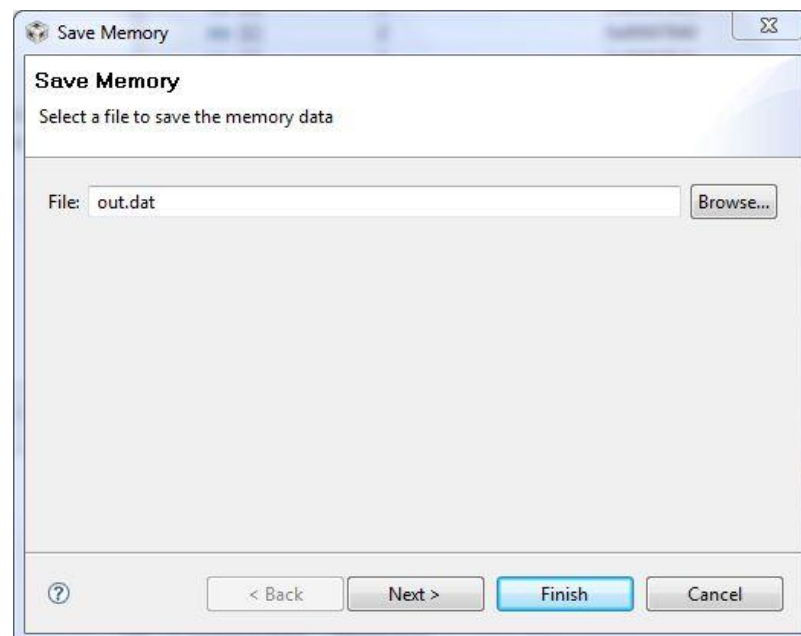 Save Memory
Save Memory
Select a file to save the memory data
File: out.dat Browse...
< Back Next > Finish Cancel